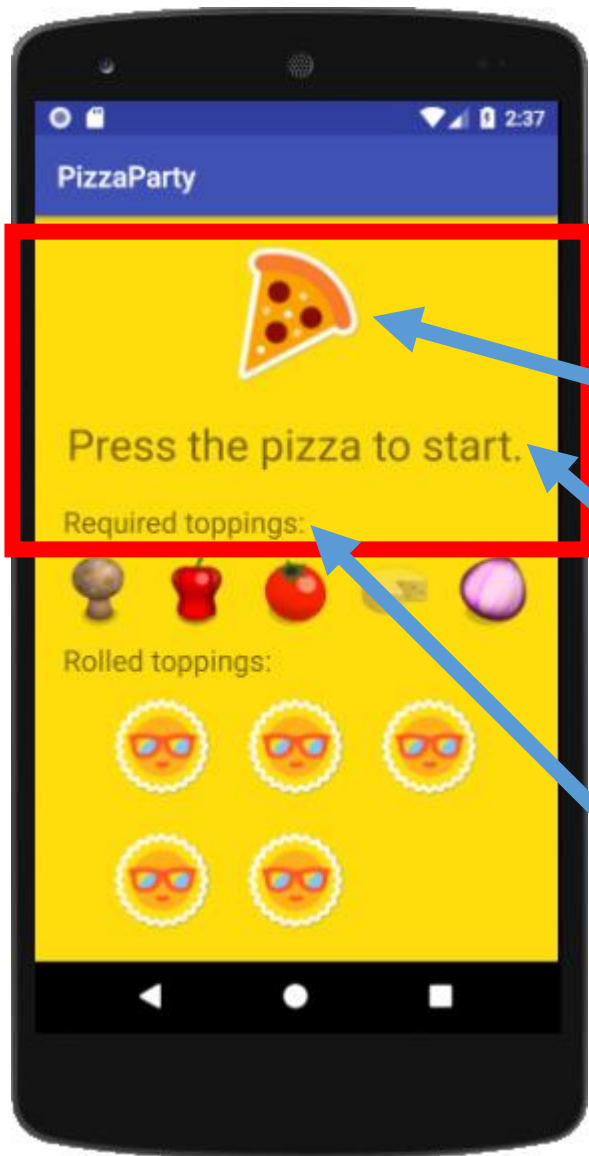 2:37
PizzaParty
Press the pizza to start.
Required toppings:
Rolled toppings: